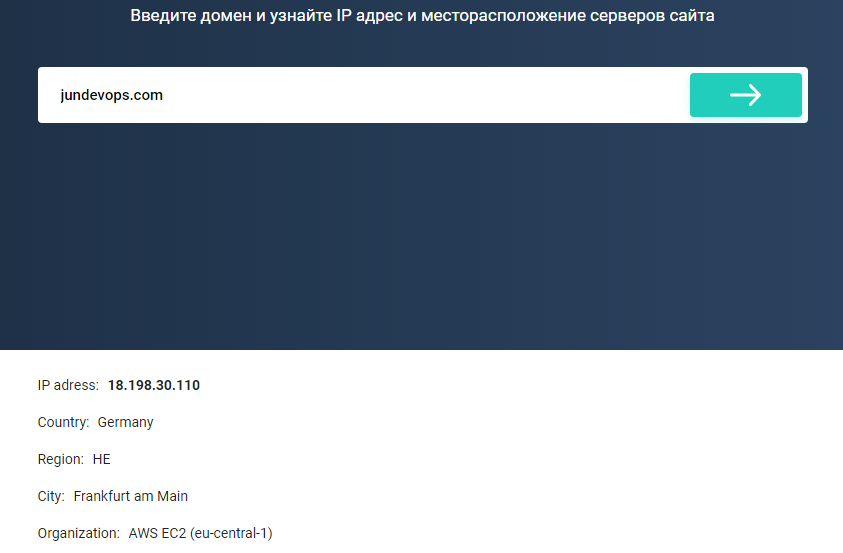 Введите домен и узнайте IP адрес и месторасположение серверов сайта
jundevops.com
IP adress: 18.198.30.110
Country: Germany
Region: HE
City: Frankfurt am Main
Organization: AWS EC2 (eu-central-1)